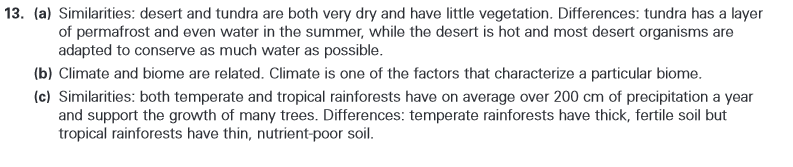 13. (a) Similarities: desert and tundra are both very dry and have little vegetation. Differences: tundra has a layer
of permafrost and even water in the summer, while the desert is hot and most desert organisms are
adapted to conserve as much water as possible.
(b) Climate and biome are related. Climate is one of the factors that characterize a particular biome.
(c) Similarities: both temperate and tropical rainforests have on average over 200 cm of precipitation a year
and support the growth of many trees. Differences: temperate rainforests have thick, fertile soil but
tropical rainforests have thin, nutrient-poor soil.